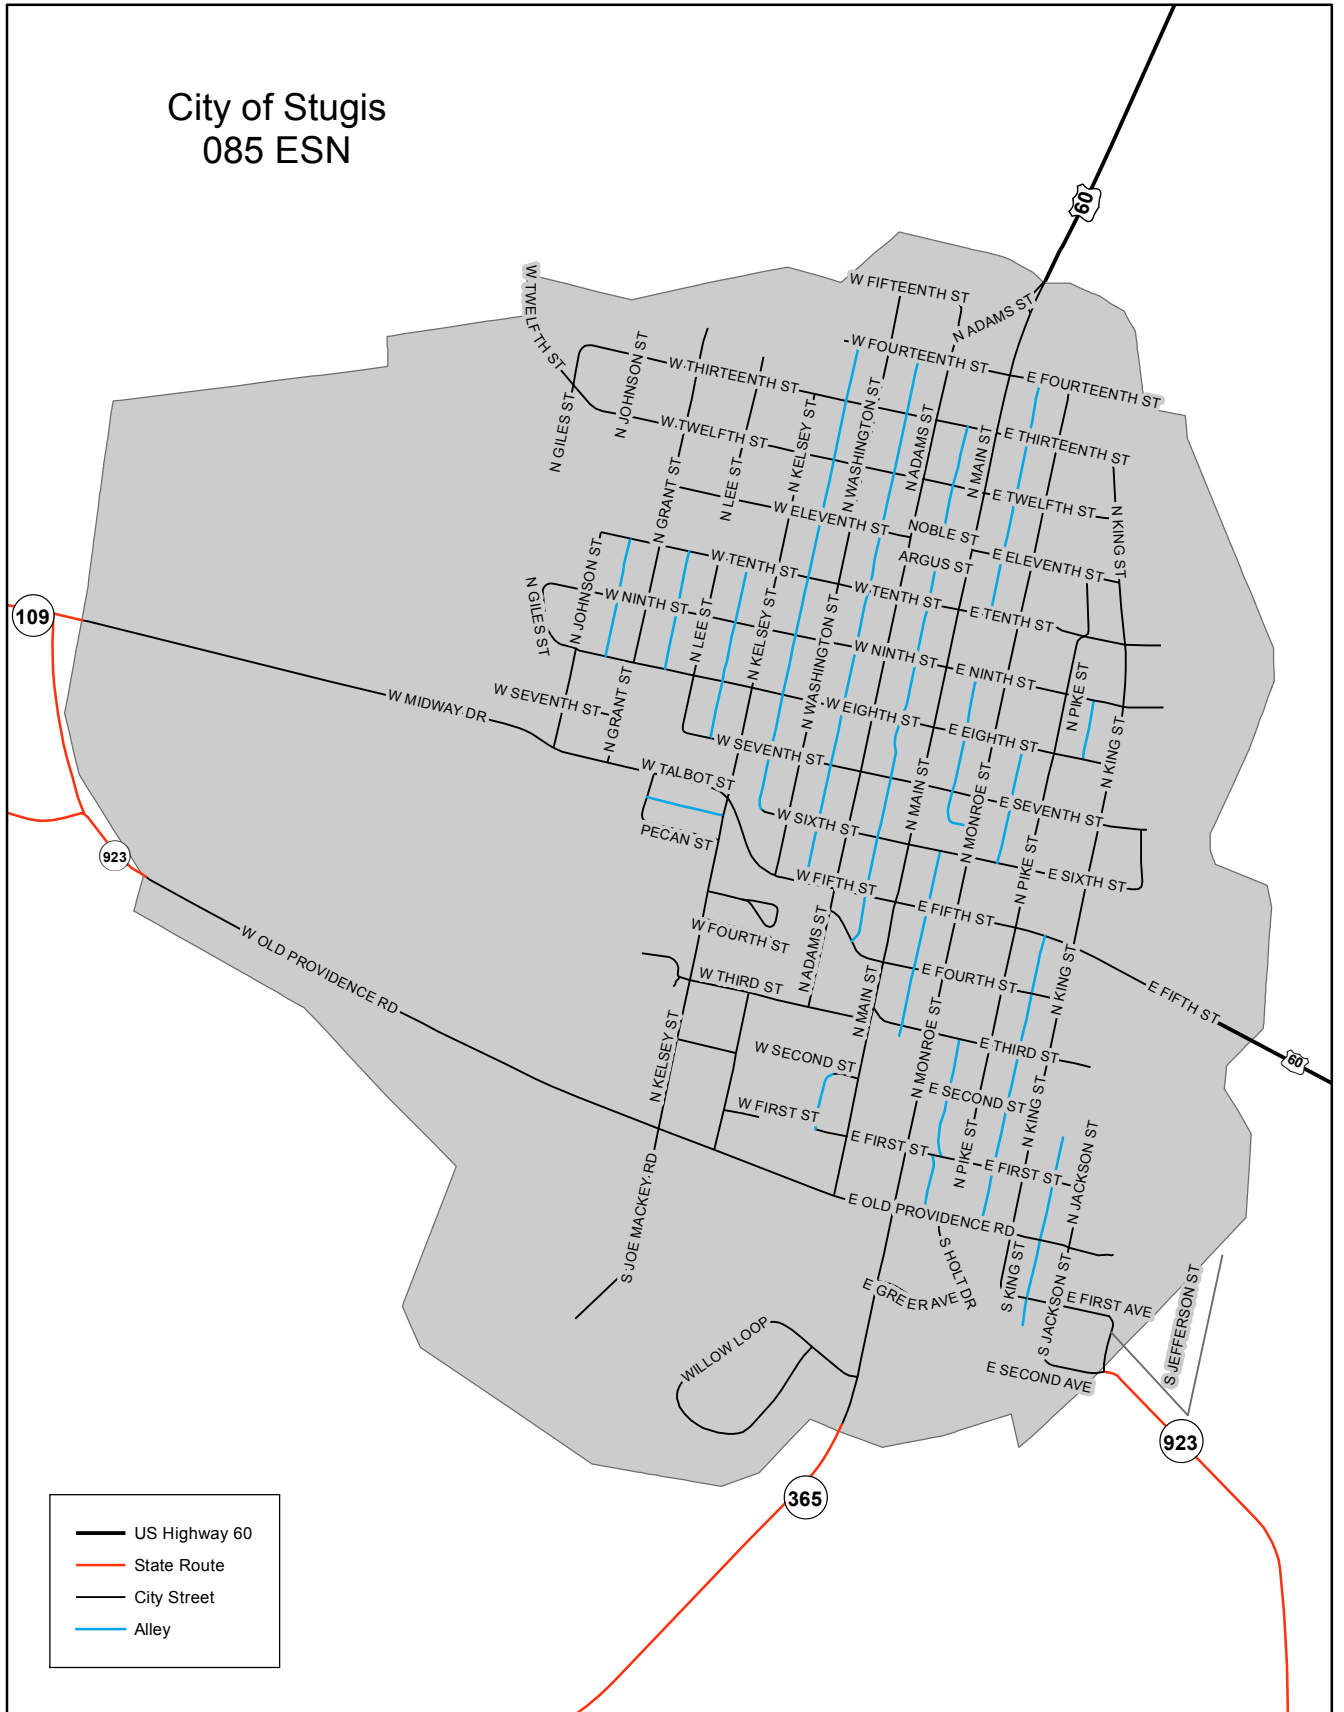 City of Stugis
085 ESN
60
W FIFTEENTH ST
N ADAMS ST
W TWELFTH ST
N JOHNSON ST
W FOURTEENTH ST
E FOURTEENTH ST
W THIRTEENTH ST
N GILES ST
W TWELFTH ST
N KELSEY ST
N WASHINGTON ST
N ADAMS ST
N MAIN ST
E THIRTEENTH ST
N GRANT ST
N LEE ST
E TWELFTH ST
W ELEVENTH ST
NOBLE ST
N KING ST
ARGUS ST
E ELEVENTH ST
W TENTH ST
W TENTH ST
E TENTH ST
N GILES ST
N JOHNSON ST
W NINTH ST
N LEE ST
N KELSEY ST
N WASHINGTON ST
W NINTH ST
E NINTH ST
N PIKE ST
109
W SEVENTH ST
W MIDWAY DR
N GRANT ST
W EIGHTH ST
E EIGHTH ST
N KING ST
W SEVENTH ST
W TALBOT ST
N MAIN ST
N MONROE ST
E SEVENTH ST
PECAN ST
W SIXTH ST
N PIKE ST
E SIXTH ST
923
W FIFTH ST
E FIFTH ST
W FOURTH ST
N ADAMS ST
W OLD PROVIDENCE RD
W THIRD ST
N MAIN ST
E FOURTH ST
N KING ST
E FIFTH ST
60
N KELSEY ST
W SECOND ST
N MONROE ST
E THIRD ST
E SECOND ST
N KING ST
W FIRST ST
E FIRST ST
N PIKE ST
E FIRST ST
N JACKSON ST
S JOE MACKEY RD
E OLD PROVIDENCE RD
S HOLT DR
E GREER AVE
S KING ST
S JACKSON ST
E FIRST AVE
S JEFFERSON ST
WILLOW LOOP
E SECOND AVE
923
365
US Highway 60
State Route
City Street
Alley